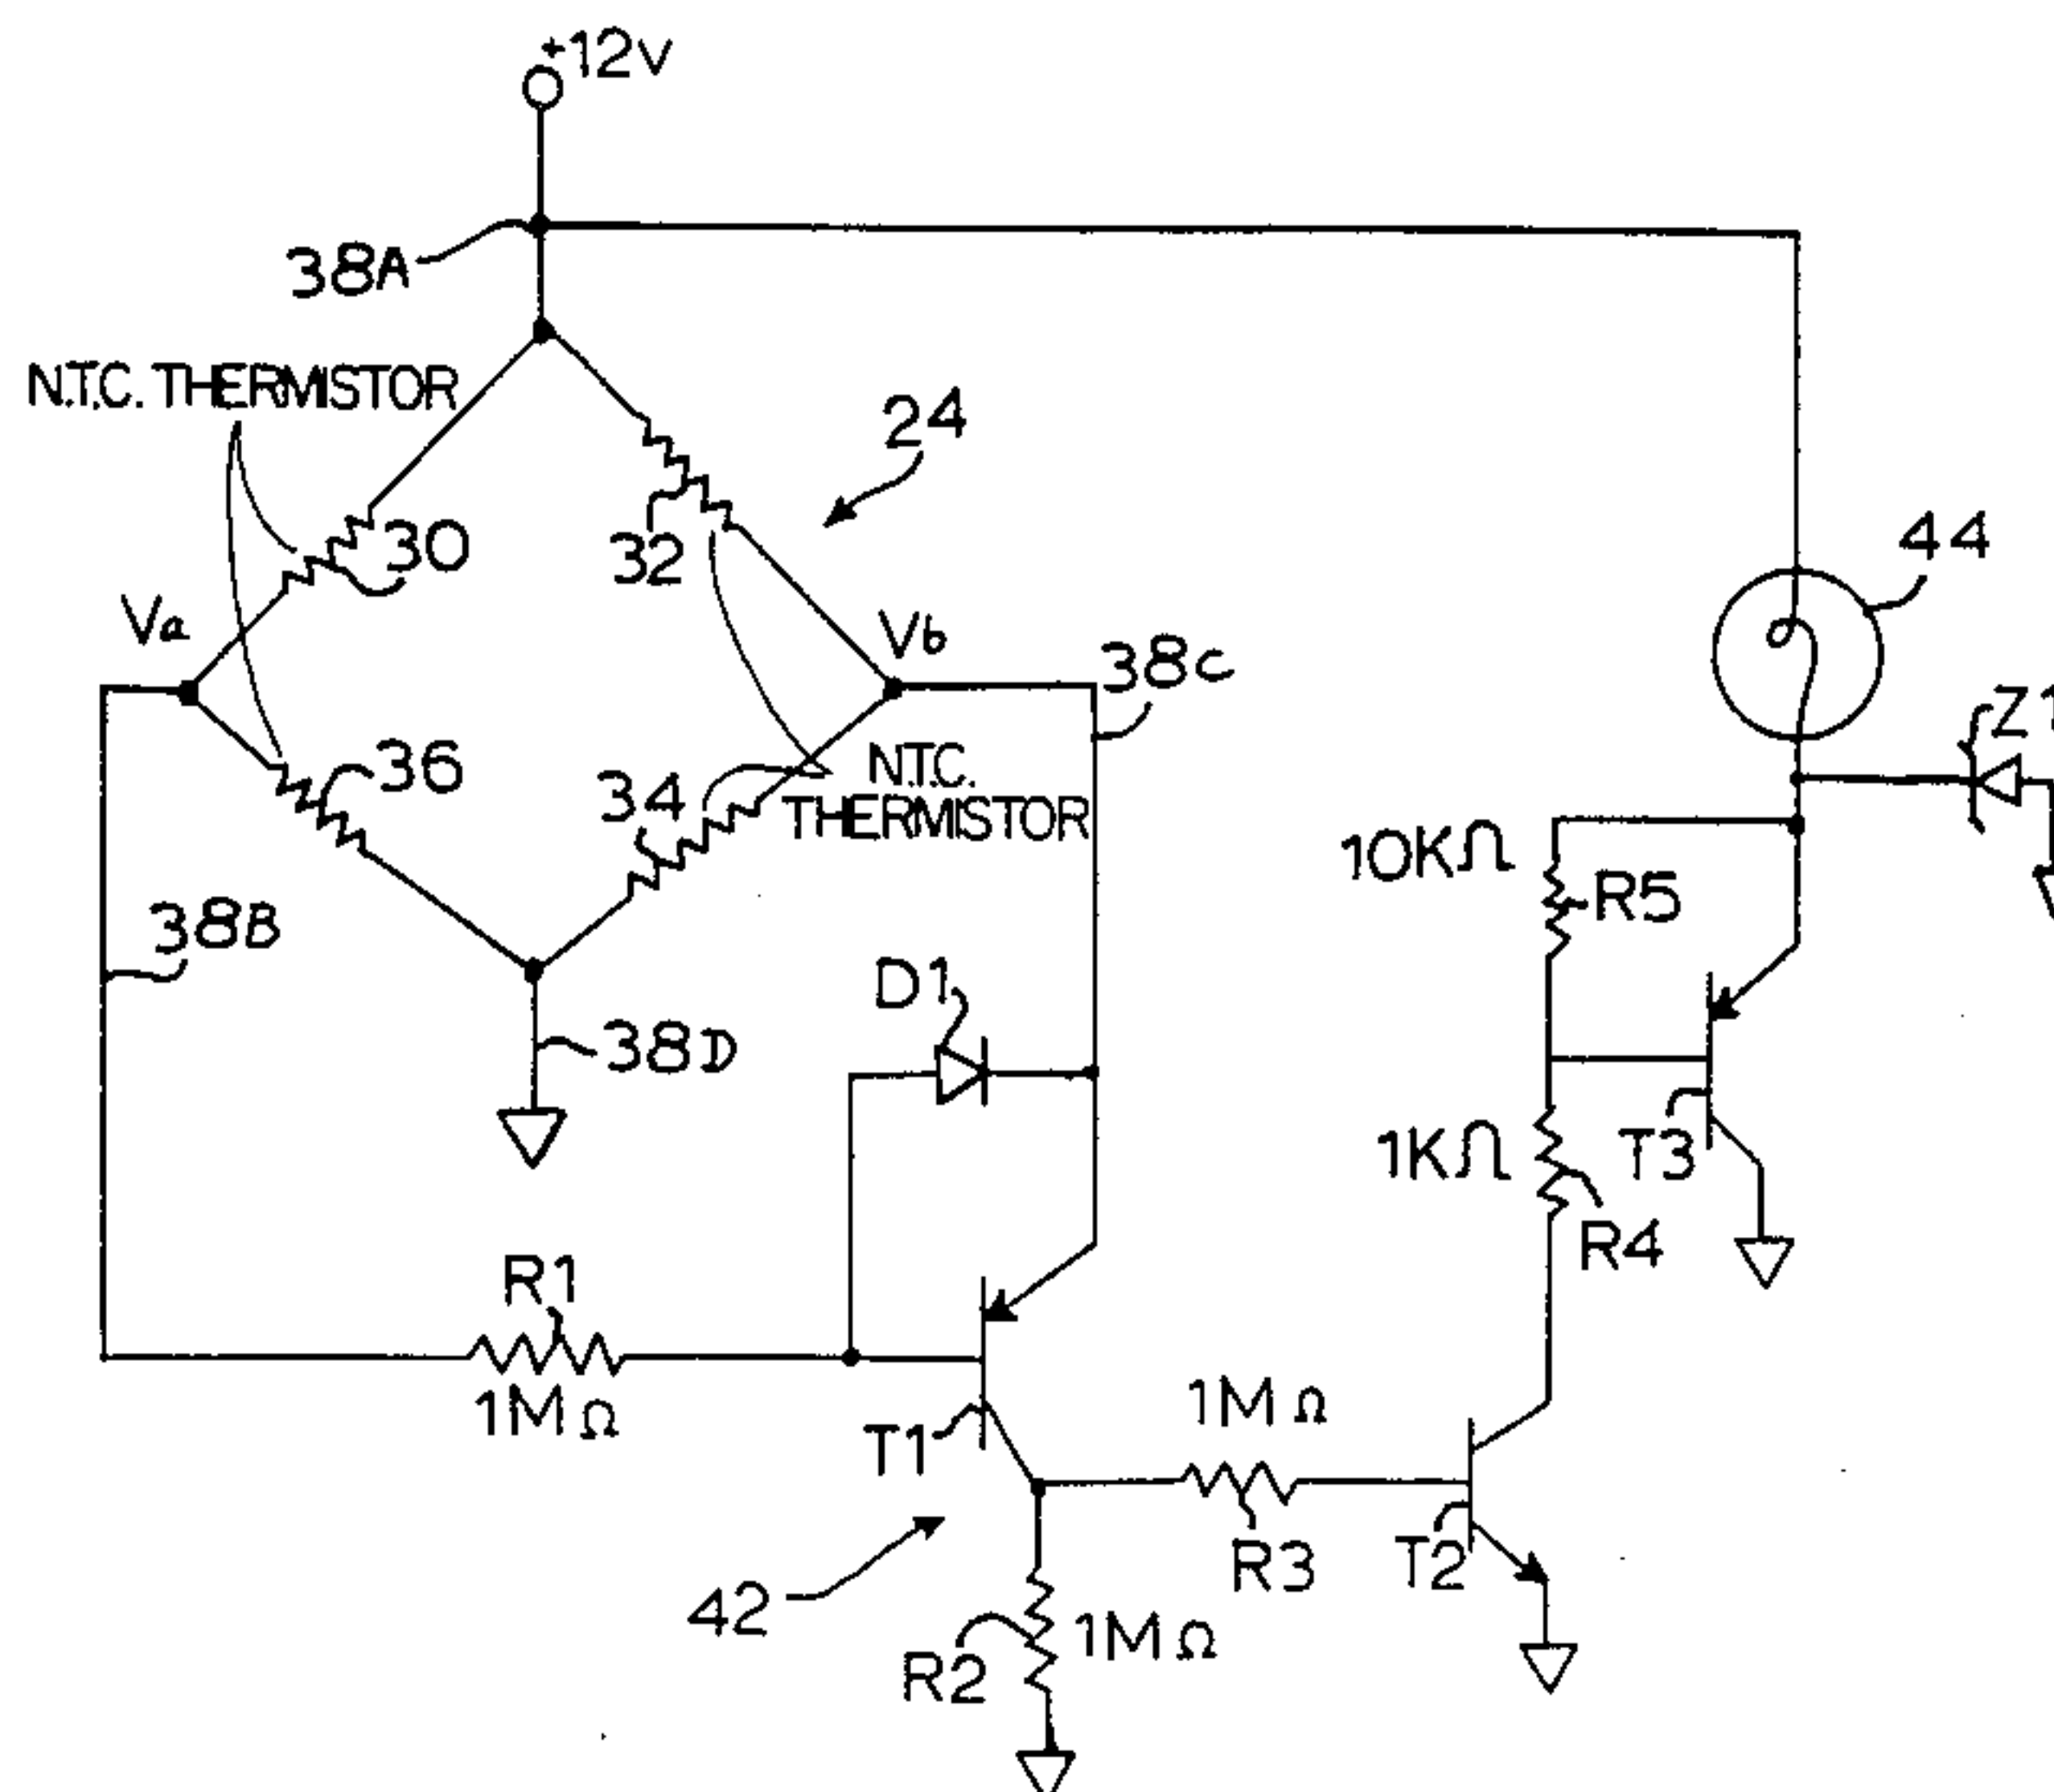 +12V
38A
N.T.C. THERMISTOR
24
30
32
44
Va
Vb
38C
Z1
36
34
N.T.C.
THERMISTOR
10KΩ
R5
38B
D1
38D
1KΩ
T3
R4
R1
1MΩ
1MΩ
T1
R3
T2
42
1MΩ
R2